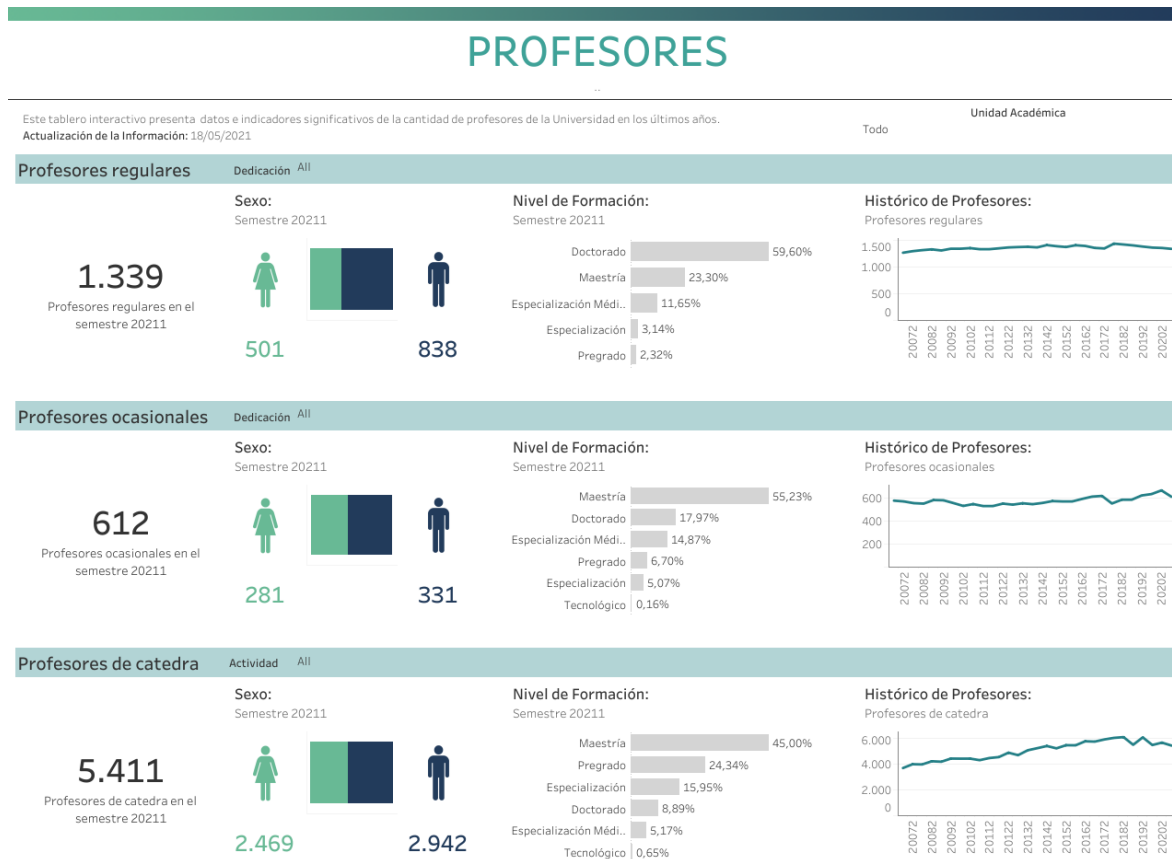 PROFESORES
..
Este tablero interactivo presenta datos e indicadores significativos de la cantidad de profesores de la Universidad en los últimos años.
Actualización de la Información: 18/05/2021
Unidad Académica
Todo
Profesores regulares
Dedicación All
Sexo:
Semestre 20211
Nivel de Formación:
Semestre 20211
Histórico de Profesores:
Profesores regulares
1.339
Profesores regulares en el
semestre 20211
501
838
Doctorado 59,60%
Maestría 23,30%
Especialización Médi.. 11,65%
Especialización 3,14%
Pregrado 2,32%
1.500
1.000
500
0
20072 20082 20092 20102 20112 20122 20132 20142 20152 20162 20172 20182 20192 20202
Profesores ocasionales
Dedicación All
Sexo:
Semestre 20211
Nivel de Formación:
Semestre 20211
Histórico de Profesores:
Profesores ocasionales
612
Profesores ocasionales en el
semestre 20211
281
331
Maestría 55,23%
Doctorado 17,97%
Especialización Médi.. 14,87%
Pregrado 6,70%
Especialización 5,07%
Tecnológico 0,16%
600
400
200
20072 20082 20092 20102 20112 20122 20132 20142 20152 20162 20172 20182 20192 20202
Profesores de catedra
Actividad All
Sexo:
Semestre 20211
Nivel de Formación:
Semestre 20211
Histórico de Profesores:
Profesores de catedra
5.411
Profesores de catedra en el
semestre 20211
2.469
2.942
Maestría 45,00%
Pregrado 24,34%
Especialización 15,95%
Doctorado 8,89%
Especialización Médi.. 5,17%
Tecnológico 0,65%
6.000
4.000
2.000
0
20072 20082 20092 20102 20112 20122 20132 20142 20152 20162 20172 20182 20192 20202